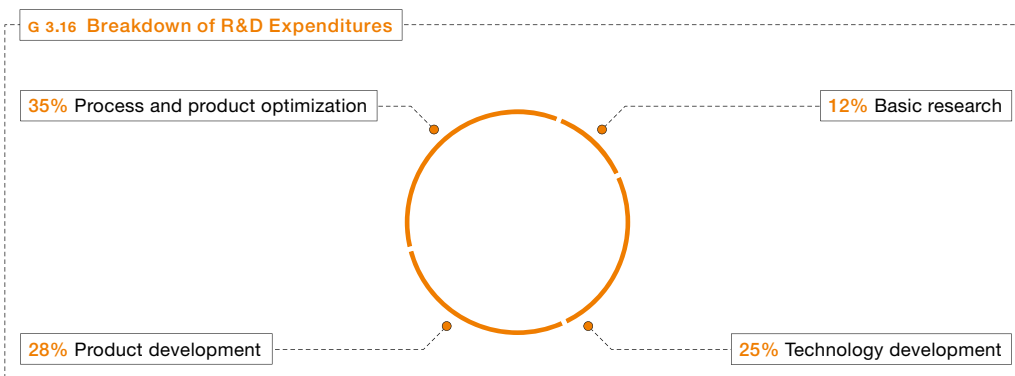 G 3.16 Breakdown of R&D Expenditures
35% Process and product optimization
12% Basic research
28% Product development
25% Technology development